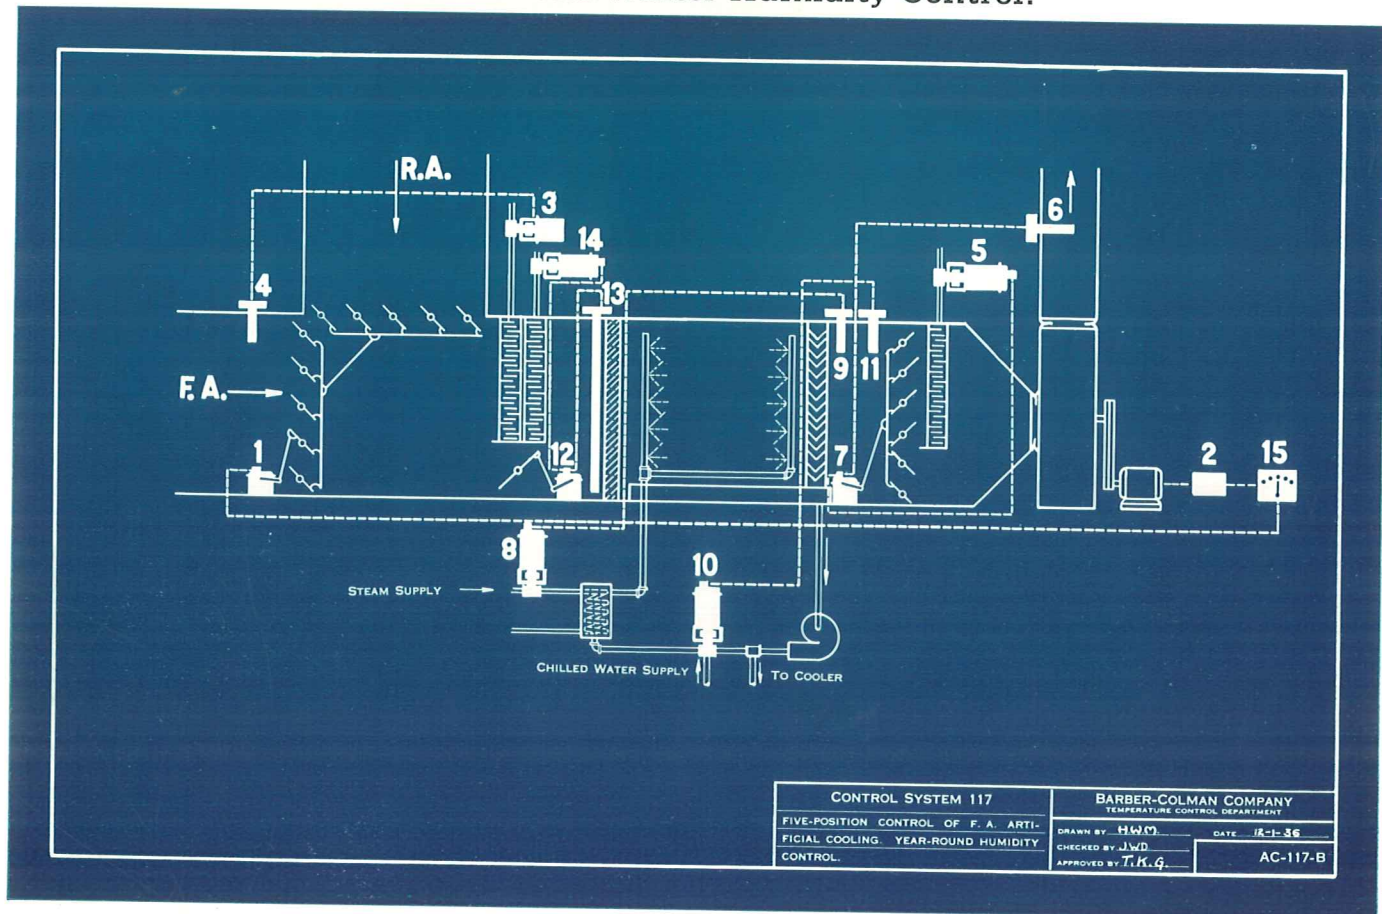 Humidity Control.
R.A.
3
14
6
5
4
13
F.A.
9
11
1
12
7
2
15
8
10
STEAM SUPPLY
CHILLED WATER SUPPLY
TO COOLER
CONTROL SYSTEM 117
FIVE-POSITION CONTROL OF F. A. ARTI-
FICIAL COOLING. YEAR-ROUND HUMIDITY
CONTROL.
BARBER-COLMAN COMPANY
TEMPERATURE CONTROL DEPARTMENT
DRAWN BY H.W.M. DATE 12-1-36
CHECKED BY J.W.D.
APPROVED BY T.K.G.
AC-117-B